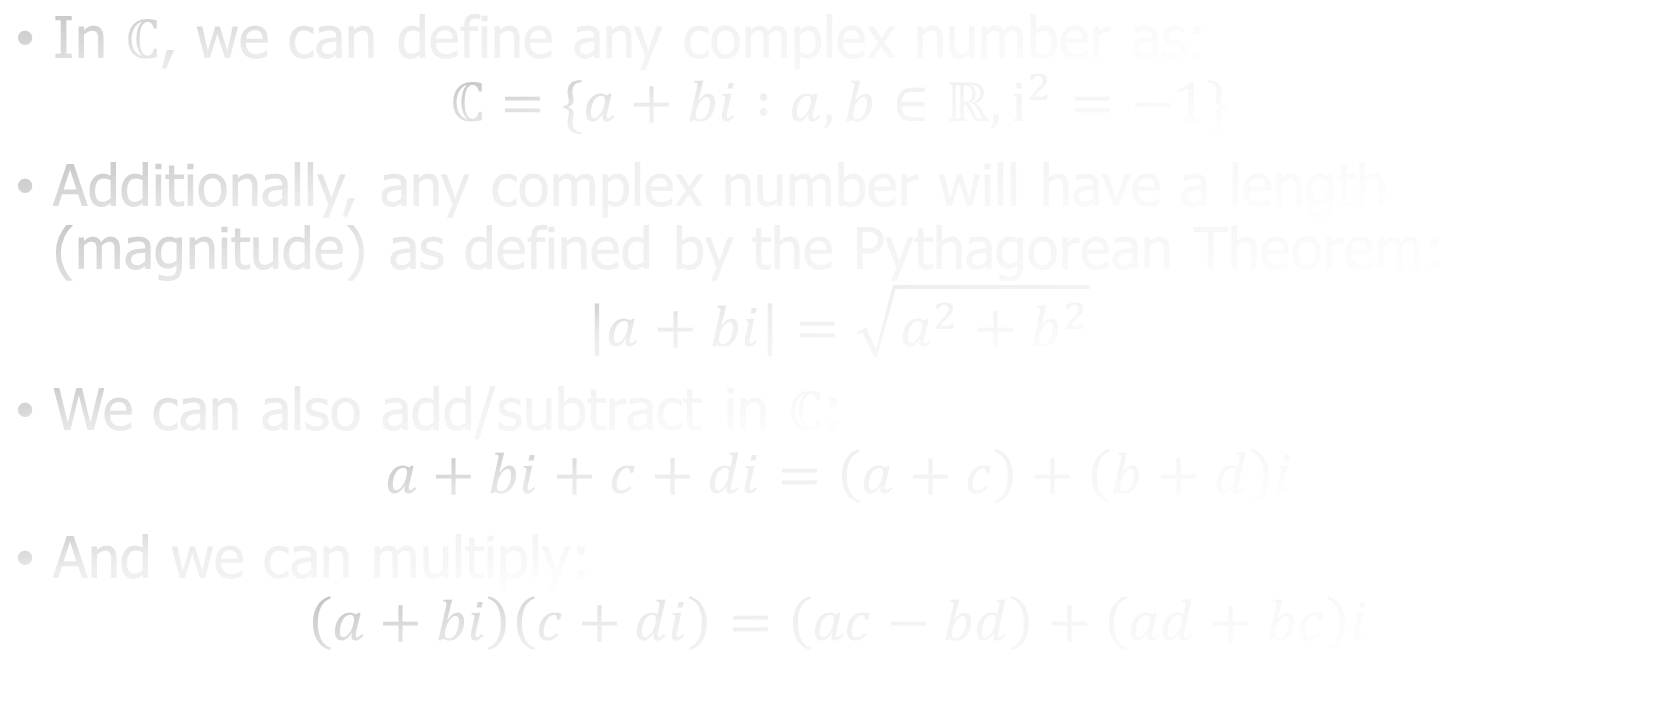 • In ℂ, we can define any complex number as:
ℂ = {a + bi : a, b ∈ ℝ, i² = −1}
• Additionally, any complex number will have a length
(magnitude) as defined by the Pythagorean Theorem:
|a + bi| = √(a² + b²)
• We can also add/subtract in ℂ:
a + bi + c + di = (a + c) + (b + d)i
• And we can multiply:
(a + bi)(c + di) = (ac − bd) + (ad + bc)i